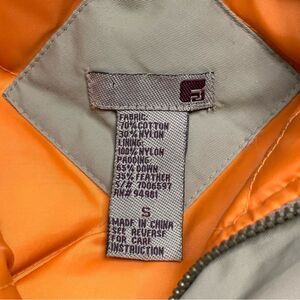 FABRIC:
70%COTTON
30%NYLON
LINING:
100%NYLON
PADDING:
65%DOWN
35%FEATHER
S/# 7006597
RN# 94981
S
MADE IN CHINA
SEE REVERSE
FOR CARE
INSTRUCTION